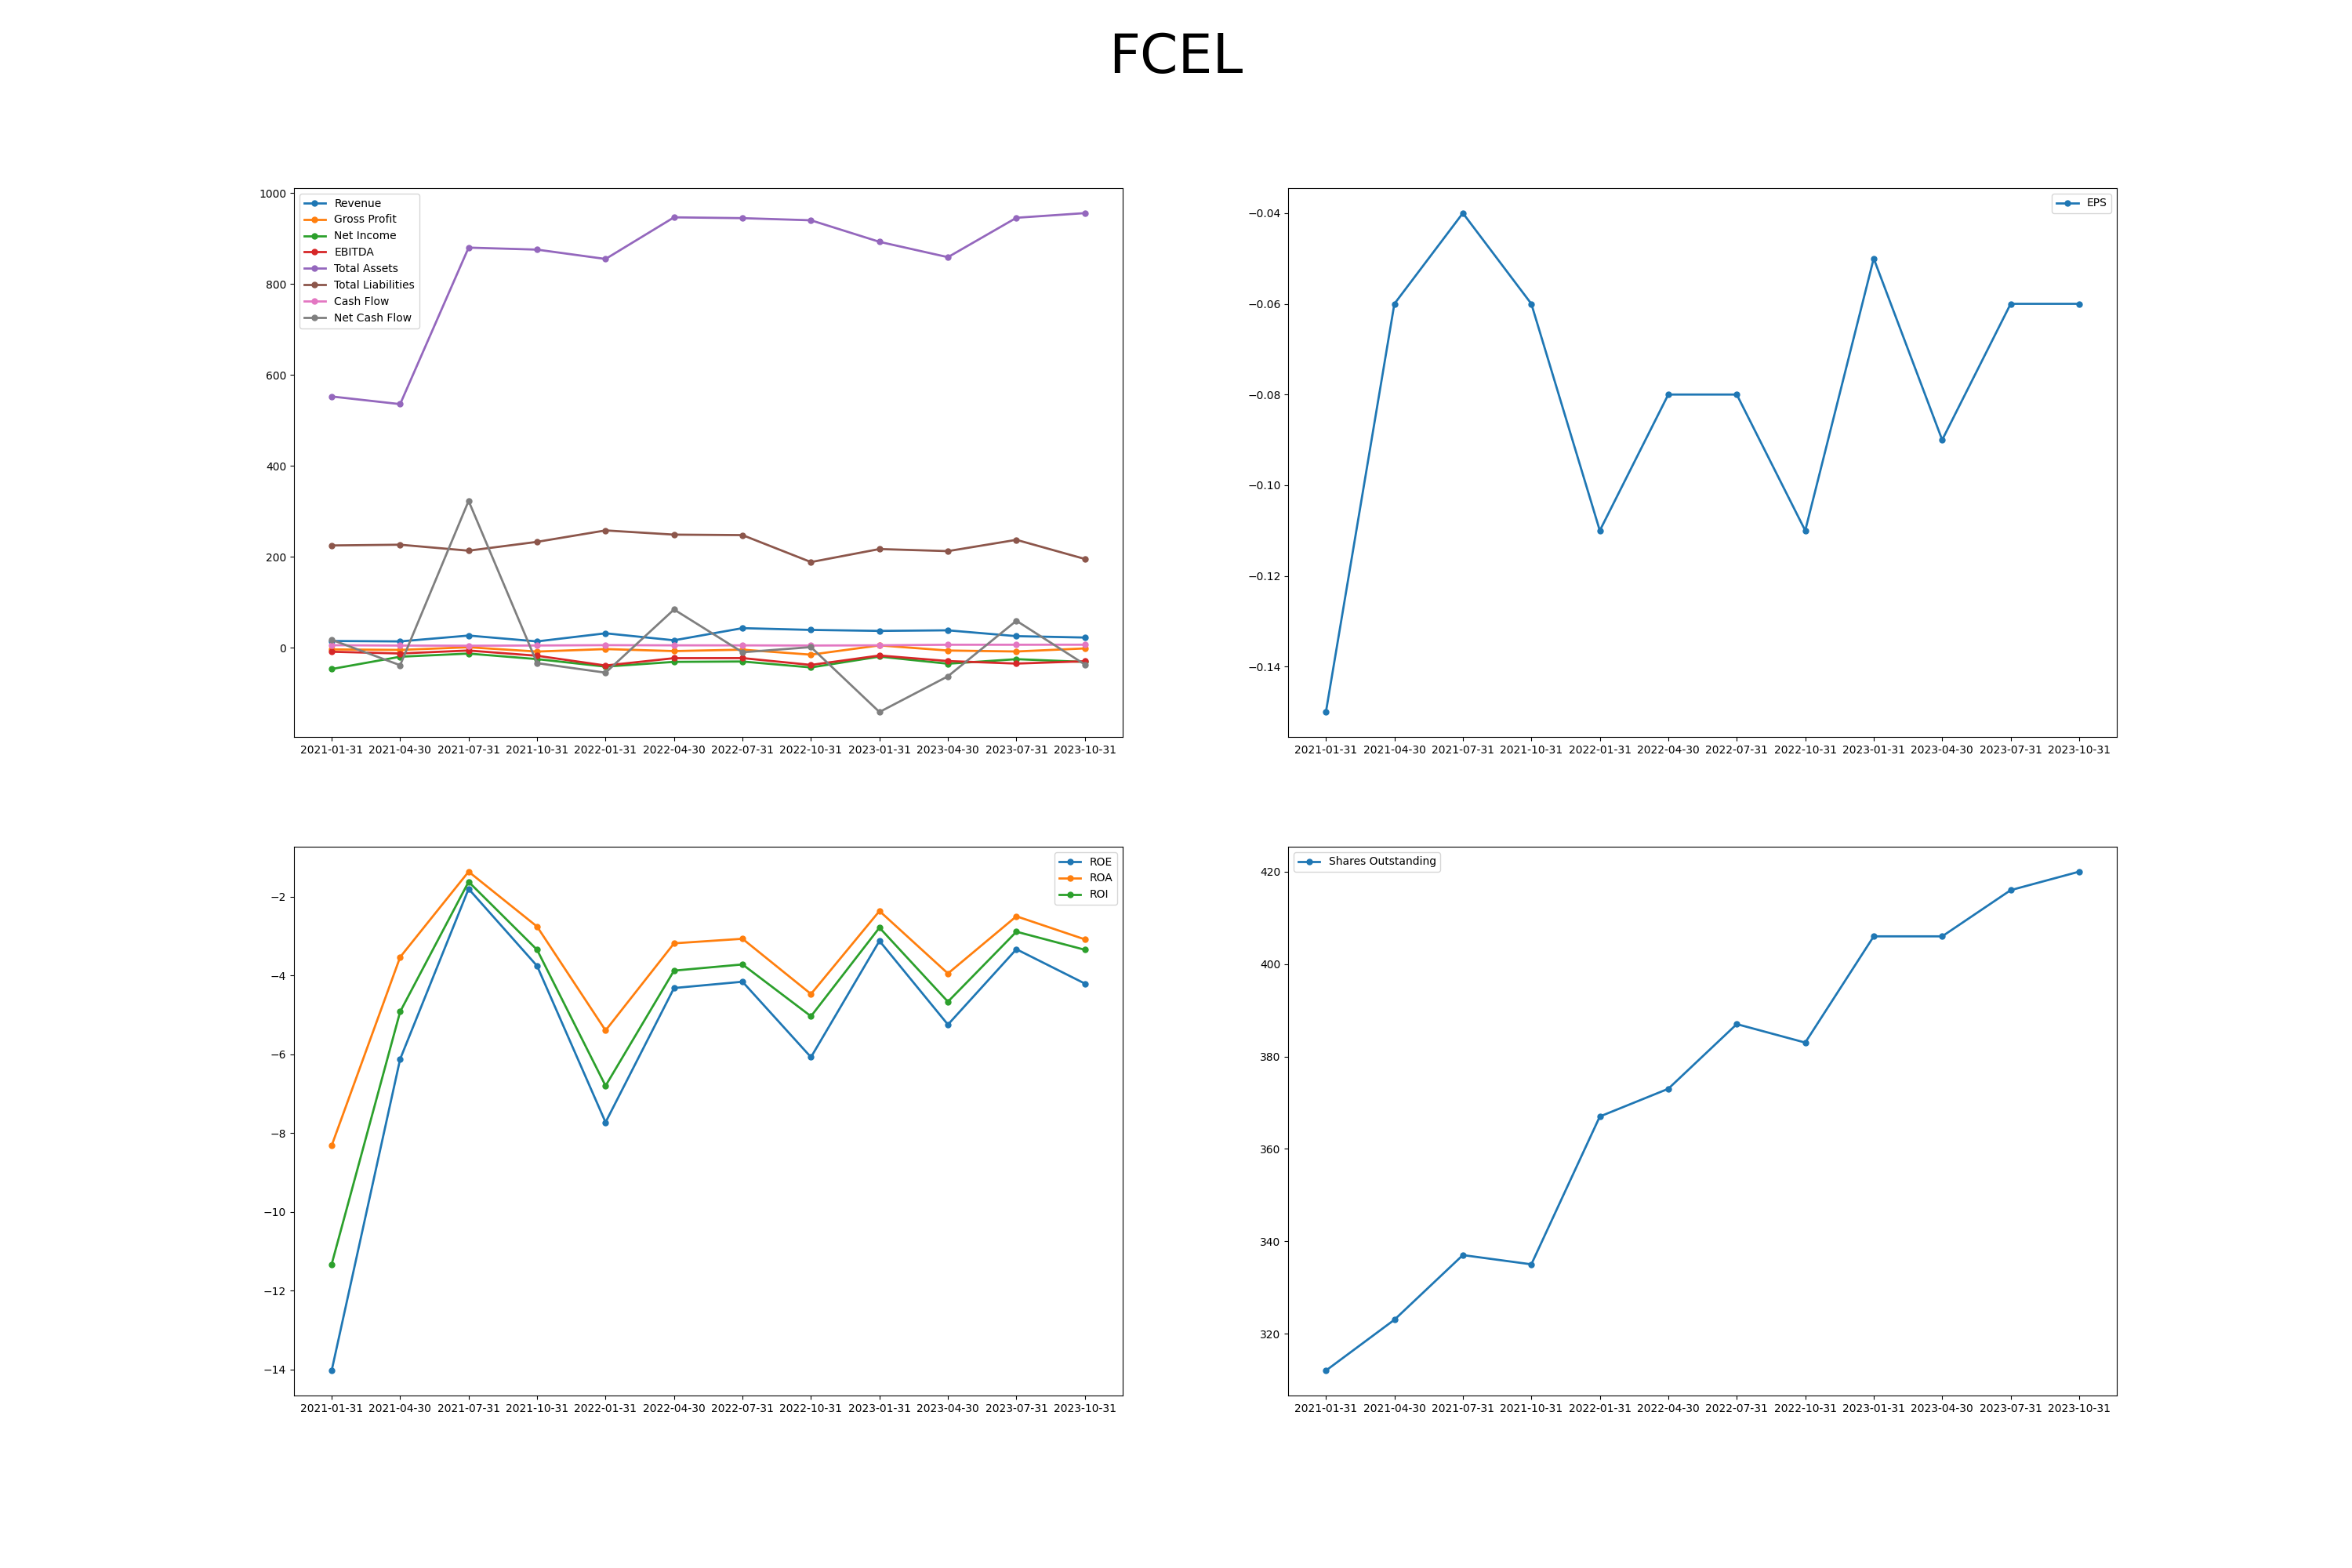 FCEL
1000
800
600
400
200
0
Revenue
Gross Profit
Net Income
EBITDA
Total Assets
Total Liabilities
Cash Flow
Net Cash Flow
2021-01-31 2021-04-30 2021-07-31 2021-10-31 2022-01-31 2022-04-30 2022-07-31 2022-10-31 2023-01-31 2023-04-30 2023-07-31 2023-10-31
−0.04
−0.06
−0.08
−0.10
−0.12
−0.14
EPS
2021-01-31 2021-04-30 2021-07-31 2021-10-31 2022-01-31 2022-04-30 2022-07-31 2022-10-31 2023-01-31 2023-04-30 2023-07-31 2023-10-31
−2
−4
−6
−8
−10
−12
−14
ROE
ROA
ROI
2021-01-31 2021-04-30 2021-07-31 2021-10-31 2022-01-31 2022-04-30 2022-07-31 2022-10-31 2023-01-31 2023-04-30 2023-07-31 2023-10-31
420
400
380
360
340
320
Shares Outstanding
2021-01-31 2021-04-30 2021-07-31 2021-10-31 2022-01-31 2022-04-30 2022-07-31 2022-10-31 2023-01-31 2023-04-30 2023-07-31 2023-10-31